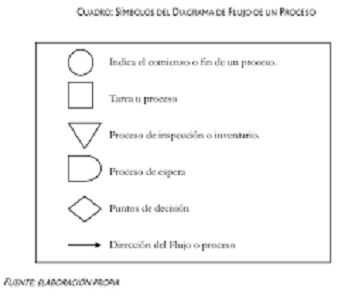 CUADRO: SÍMBOLOS DEL DIAGRAMA DE FLUJO DE UN PROCESO
Indica el comienzo o fin de un proceso.
Tarea u proceso
Proceso de inspección o inventario.
Proceso de espera
Puntos de decisión
Dirección del Flujo o proceso
FUENTE: ELABORACIÓN PROPIA